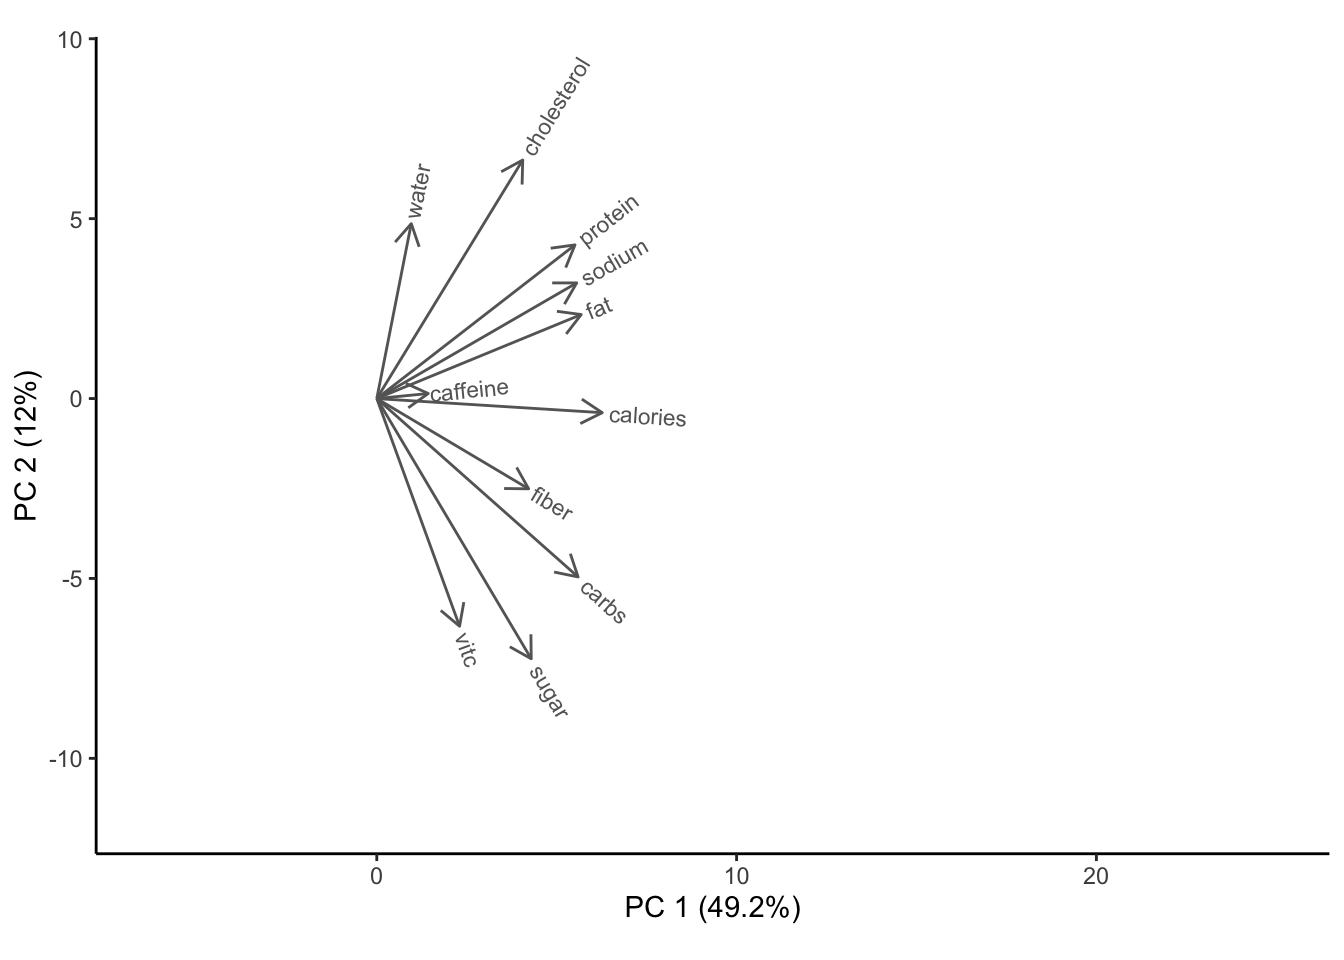 10
cholesterol
water
protein
5
sodium
fat
caffeine
0
calories
PC 2 (12%)
fiber
-5
carbs
vitc
sugar
-10
0
10
20
PC 1 (49.2%)